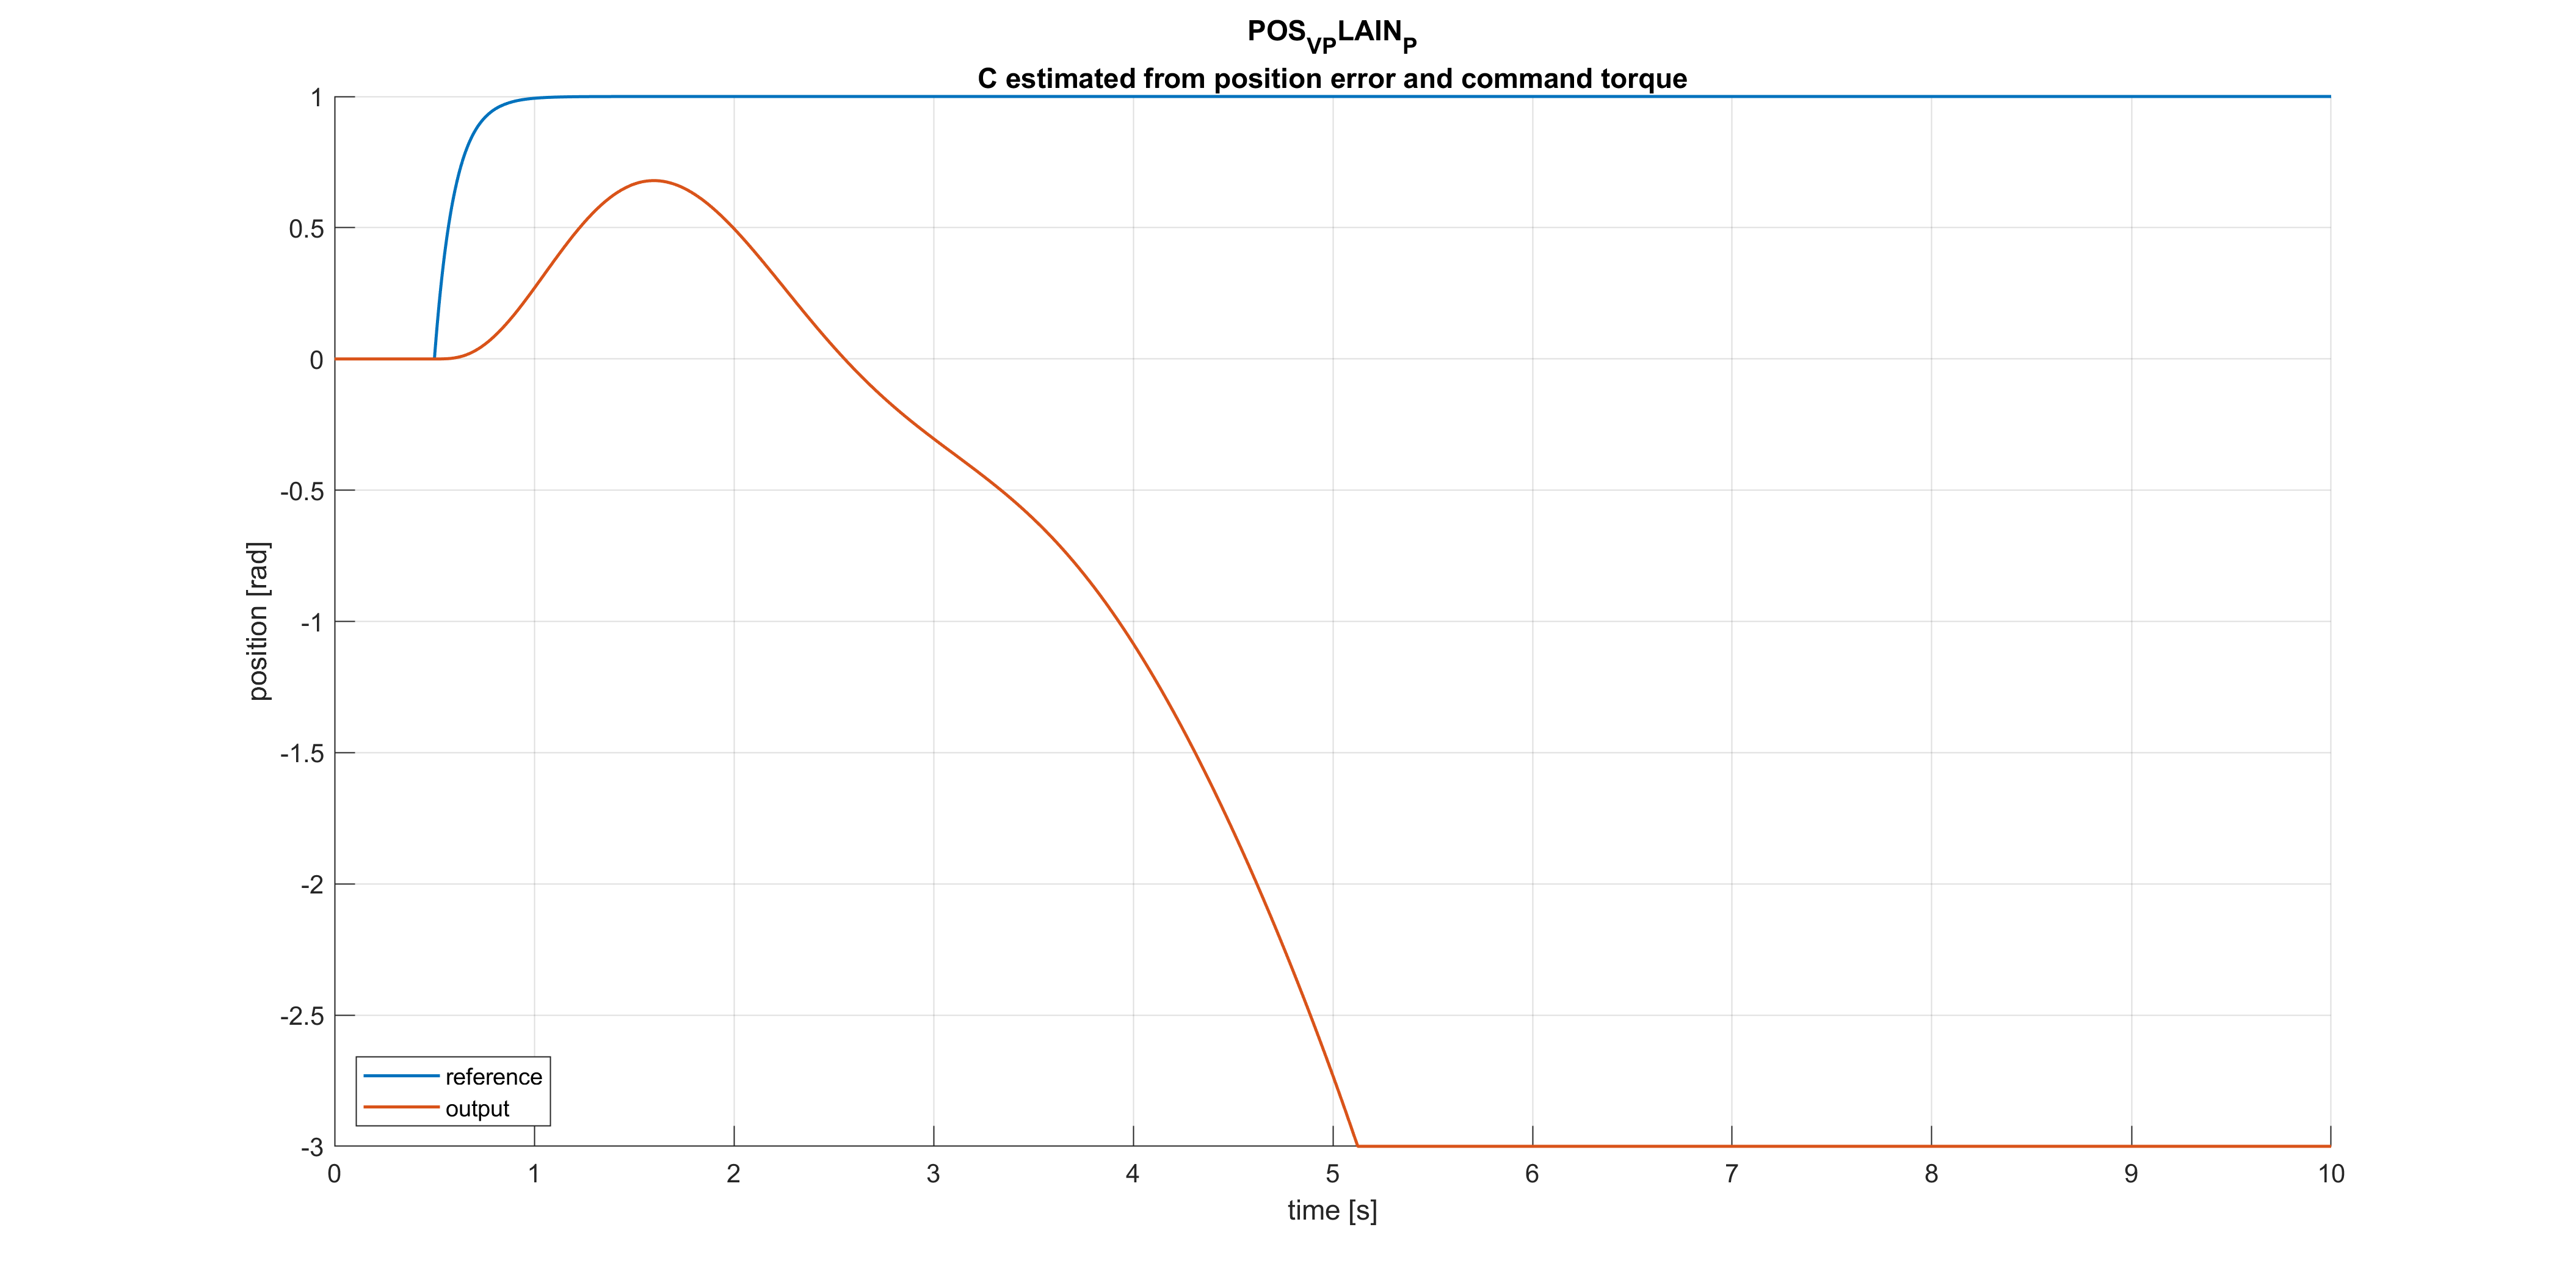 POSVPLAINP
C estimated from position error and command torque
1
0.5
0
-0.5
-1
-1.5
-2
-2.5
-3
position [rad]
reference
output
0 1 2 3 4 5 6 7 8 9 10
time [s]